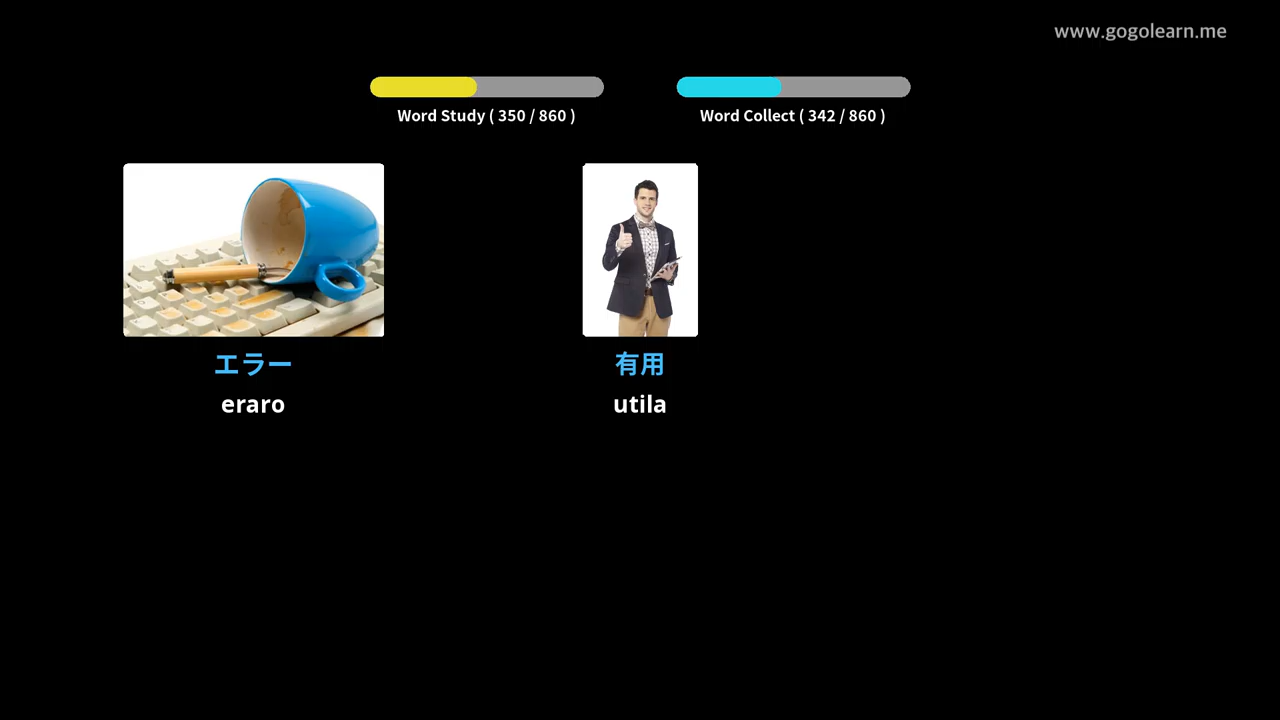 www.gogolearn.me
Word Study ( 350 / 860 )
Word Collect ( 342 / 860 )
エラー
eraro
有用
utila